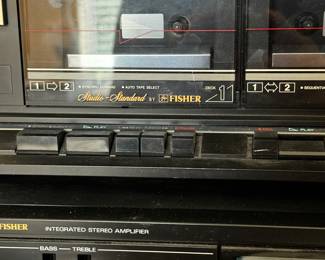 1 ⇨ 2 • SYNCHRO DUBBING • AUTO TAPE SELECT
Studio-Standard BY FISHER DECK 11
1 ⇦⇨ 2 • SEQUENTIAL
PLAY
PLAY
FISHER INTEGRATED STEREO AMPLIFIER
BASS TREBLE